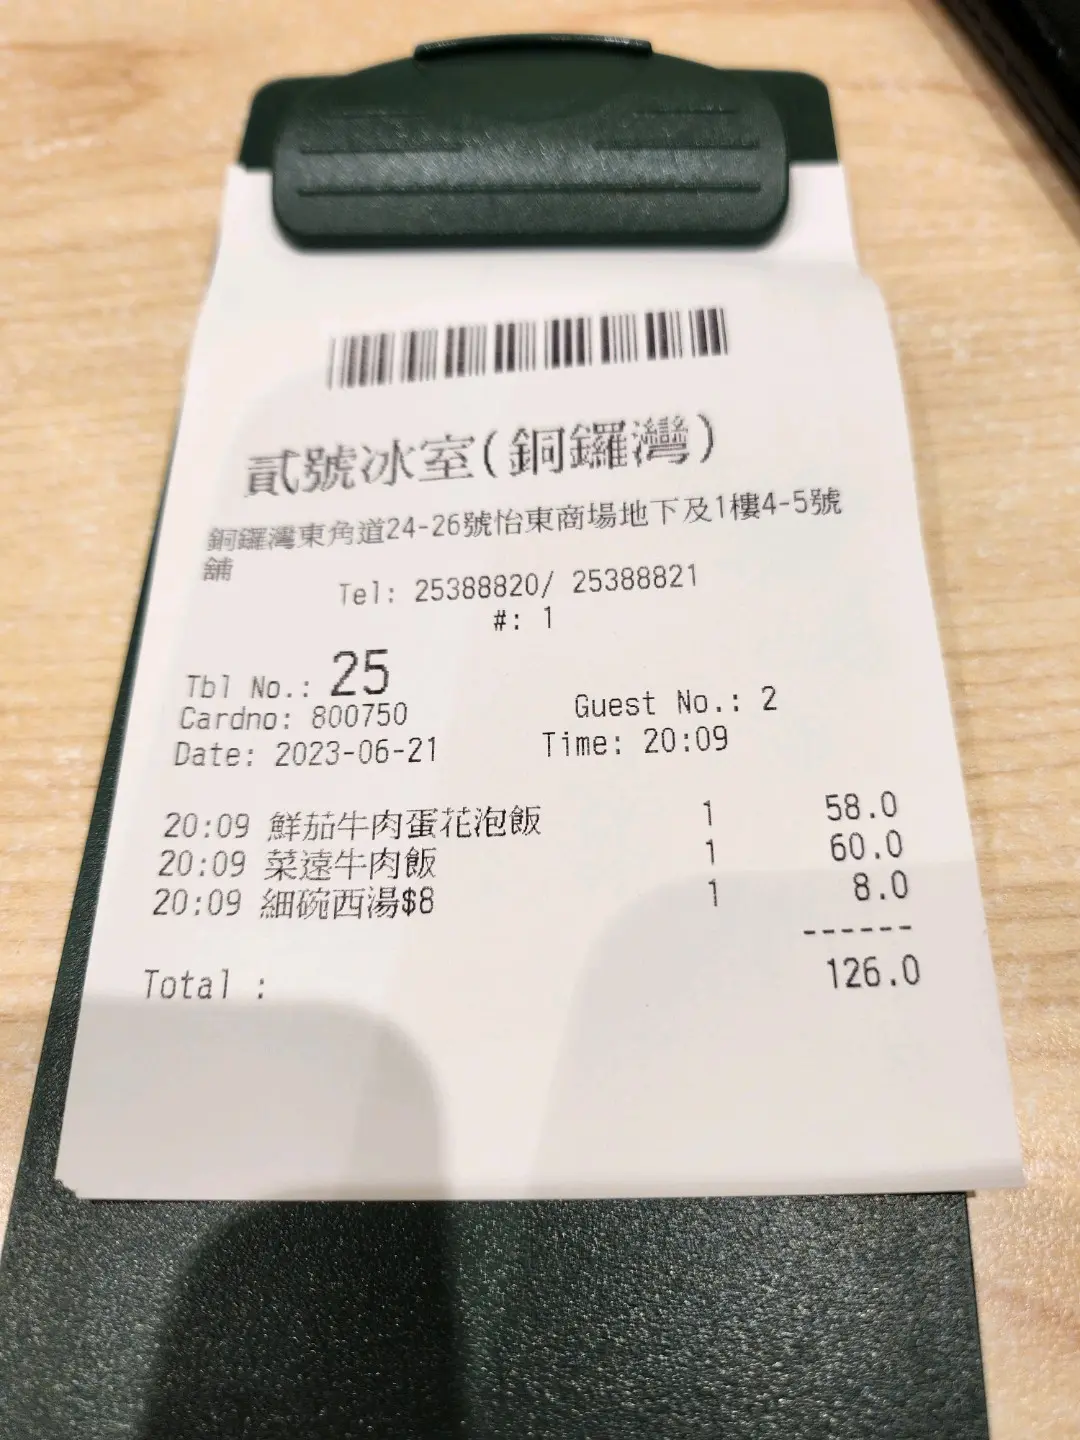 貳號冰室(銅鑼灣)
銅鑼灣東角道24-26號怡東商場地下及1樓4-5號
舖
Tel: 25388820/ 25388821
#: 1
Tbl No.: 25
Cardno: 800750 Guest No.: 2
Date: 2023-06-21 Time: 20:09
20:09 鮮茄牛肉蛋花泡飯 1 58.0
20:09 菜遠牛肉飯 1 60.0
20:09 細碗西湯$8 1 8.0
------
Total : 126.0